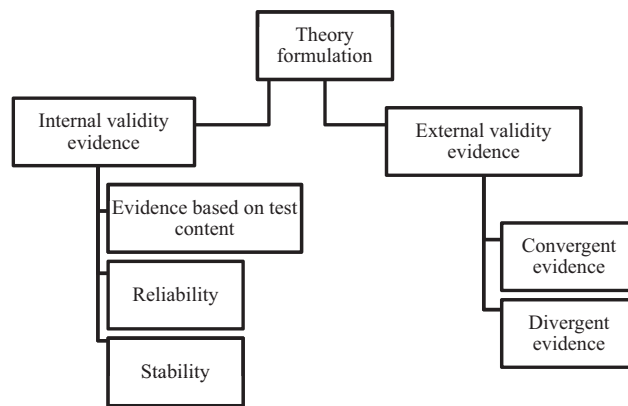 Theory
formulation
Internal validity
evidence
External validity
evidence
Evidence based on test
content
Reliability
Stability
Convergent
evidence
Divergent
evidence